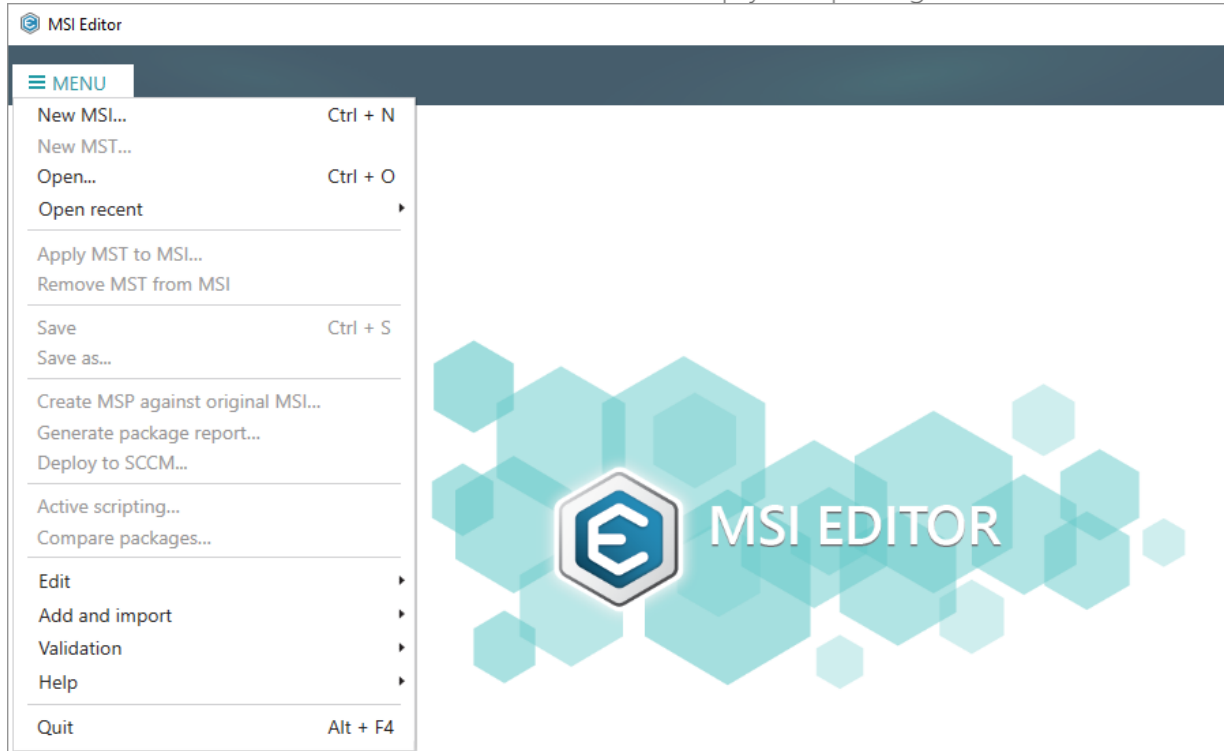 MSI Editor
MENU
New MSI... Ctrl + N
New MST...
Open... Ctrl + O
Open recent
Apply MST to MSI...
Remove MST from MSI
Save Ctrl + S
Save as...
Create MSP against original MSI...
Generate package report...
Deploy to SCCM...
Active scripting...
Compare packages...
Edit
Add and import
Validation
Help
Quit Alt + F4
MSI EDITOR